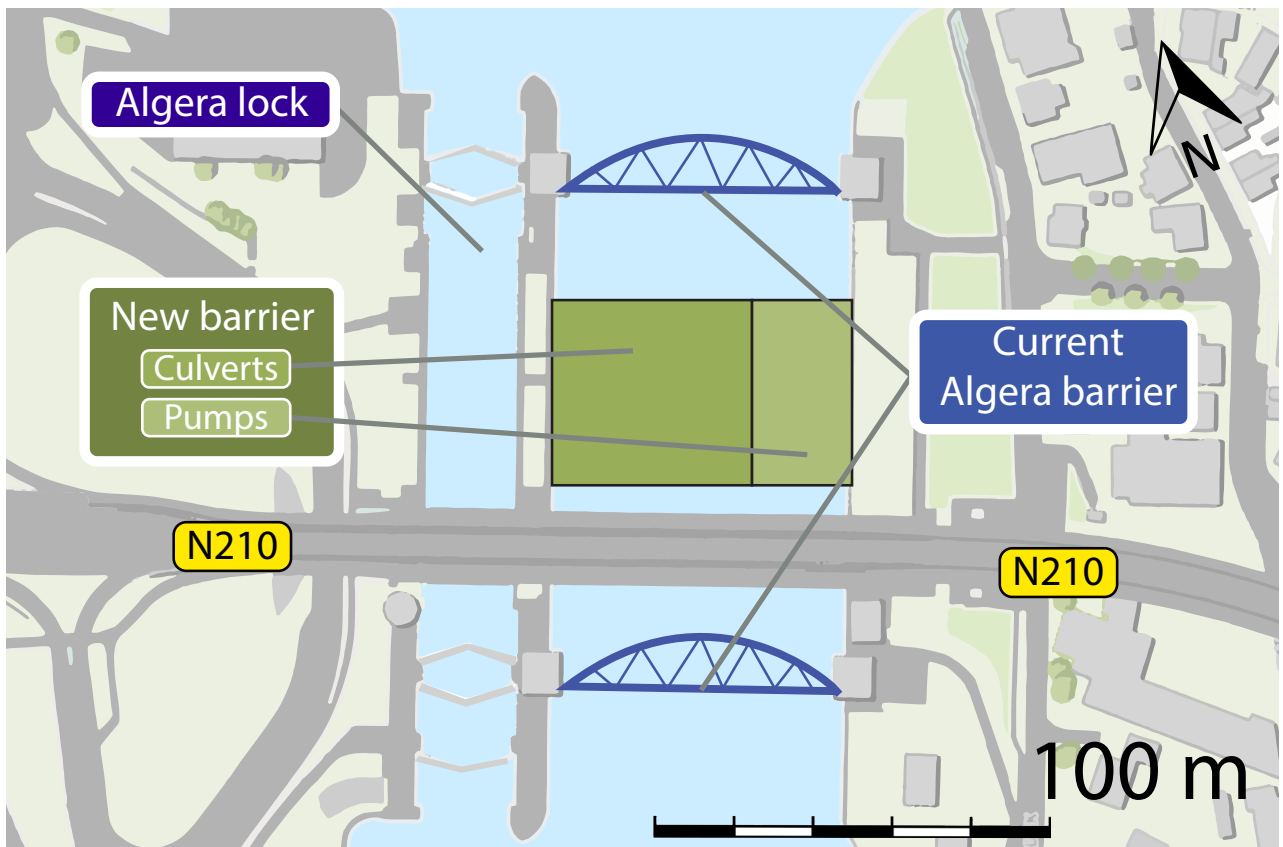 Algera lock
N
New barrier
Culverts
Pumps
Current
Algera barrier
N210
N210
100 m